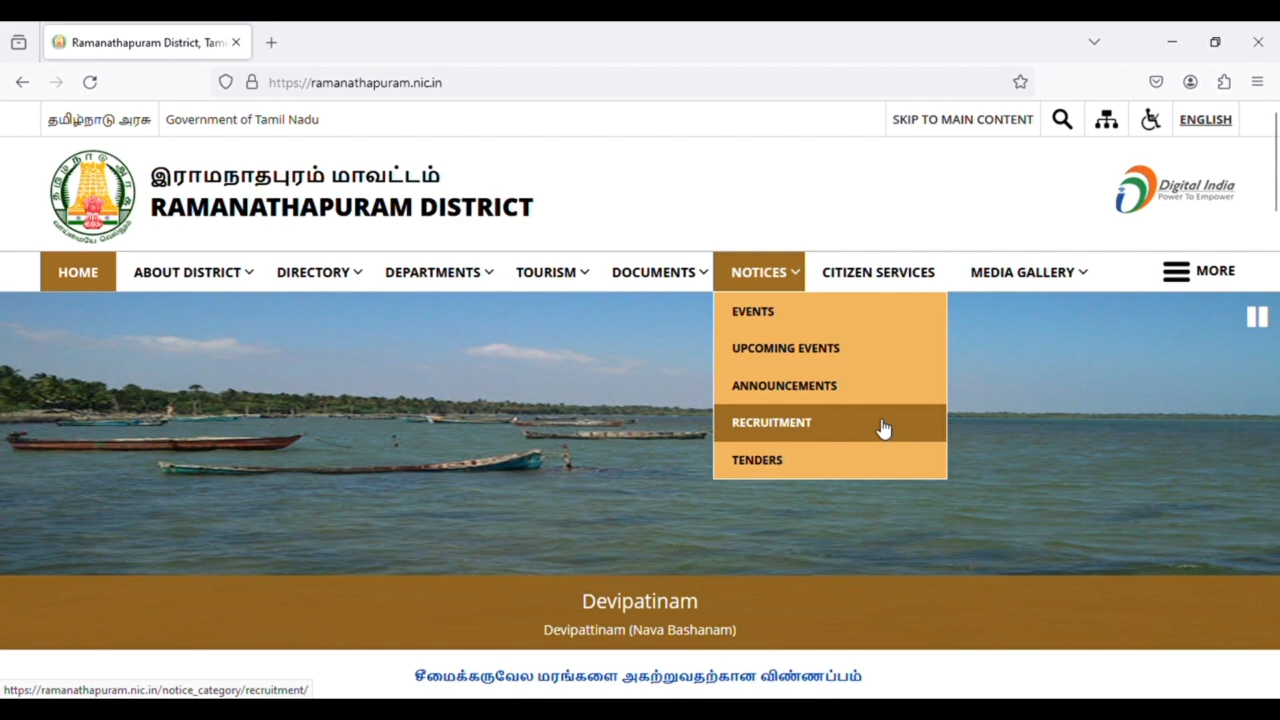 Ramanathapuram District, Tam
https://ramanathapuram.nic.in
தமிழ்நாடு அரசு
Government of Tamil Nadu
SKIP TO MAIN CONTENT
ENGLISH
இராமநாதபுரம் மாவட்டம்
RAMANATHAPURAM DISTRICT
Digital India
Power To Empower
HOME
ABOUT DISTRICT
DIRECTORY
DEPARTMENTS
TOURISM
DOCUMENTS
NOTICES
CITIZEN SERVICES
MEDIA GALLERY
MORE
EVENTS
UPCOMING EVENTS
ANNOUNCEMENTS
RECRUITMENT
TENDERS
Devipatinam
Devipattinam (Nava Bashanam)
சீமைக்கருவேல மரங்களை அகற்றுவதற்கான விண்ணப்பம்
https://ramanathapuram.nic.in/notice_category/recruitment/